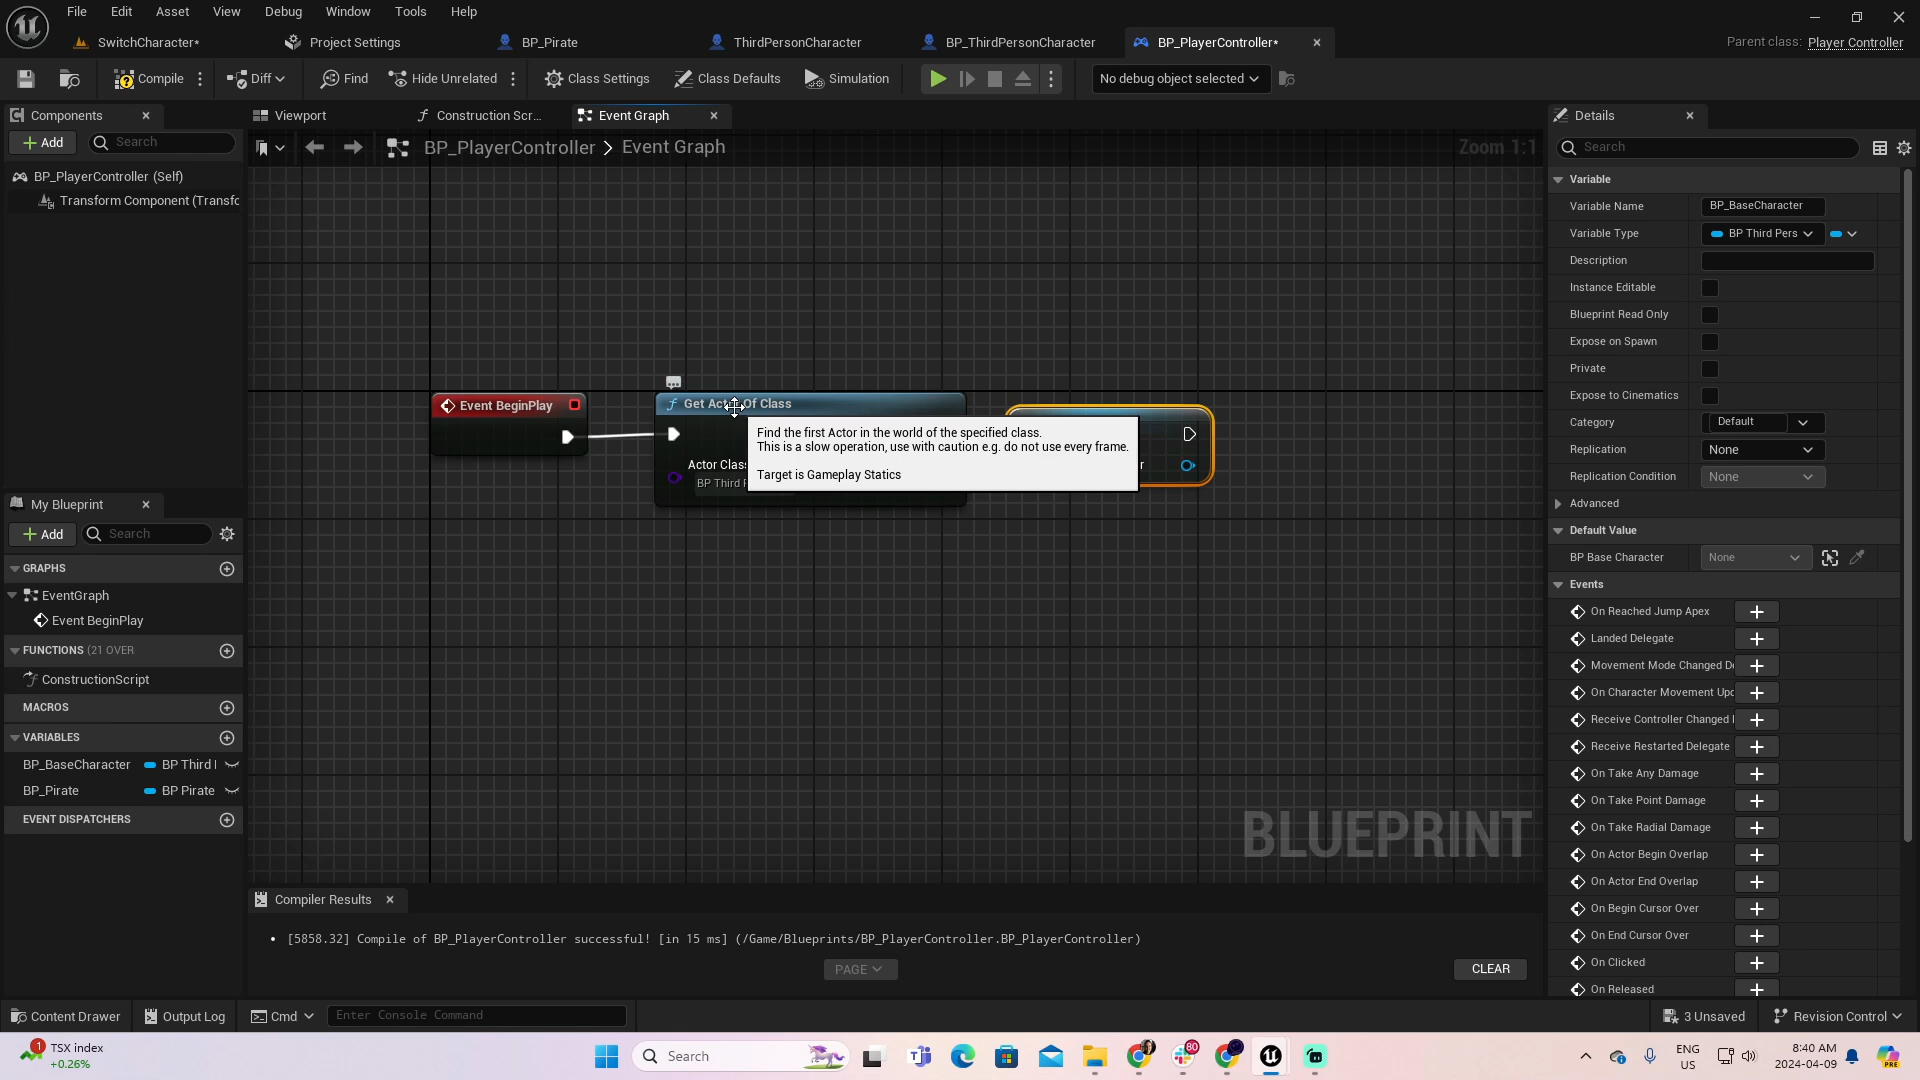 File Edit Asset View Debug Window Tools Help
SwitchCharacter* Project Settings BP_Pirate ThirdPersonCharacter BP_ThirdPersonCharacter BP_PlayerController* Parent class: Player Controller
Compile Diff Find Hide Unrelated Class Settings Class Defaults Simulation No debug object selected
Components
Add Search
BP_PlayerController (Self)
Transform Component (Transfo
Viewport Construction Scr... Event Graph
BP_PlayerController > Event Graph Zoom 1:1
Event BeginPlay
Get Actor Of Class
Actor Class
BP Third
Find the first Actor in the world of the specified class.
This is a slow operation, use with caution e.g. do not use every frame.
Target is Gameplay Statics
r
BLUEPRINT
My Blueprint
Add Search
GRAPHS
EventGraph
Event BeginPlay
FUNCTIONS (21 OVER
ConstructionScript
MACROS
VARIABLES
BP_BaseCharacter BP Third
BP_Pirate BP Pirate
EVENT DISPATCHERS
Compiler Results
[5858.32] Compile of BP_PlayerController successful! [in 15 ms] (/Game/Blueprints/BP_PlayerController.BP_PlayerController)
PAGE CLEAR
Details
Search
Variable
Variable Name BP_BaseCharacter
Variable Type BP Third Pers
Description
Instance Editable
Blueprint Read Only
Expose on Spawn
Private
Expose to Cinematics
Category Default
Replication None
Replication Condition None
Advanced
Default Value
BP Base Character None
Events
On Reached Jump Apex
Landed Delegate
Movement Mode Changed De
On Character Movement Upd
Receive Controller Changed
Receive Restarted Delegate
On Take Any Damage
On Take Point Damage
On Take Radial Damage
On Actor Begin Overlap
On Actor End Overlap
On Begin Cursor Over
On End Cursor Over
On Clicked
On Released
Content Drawer Output Log Cmd Enter Console Command 3 Unsaved Revision Control
1 TSX index
+0.26%
Search
80
ENG
US
8:40 AM
2024-04-09
PRE